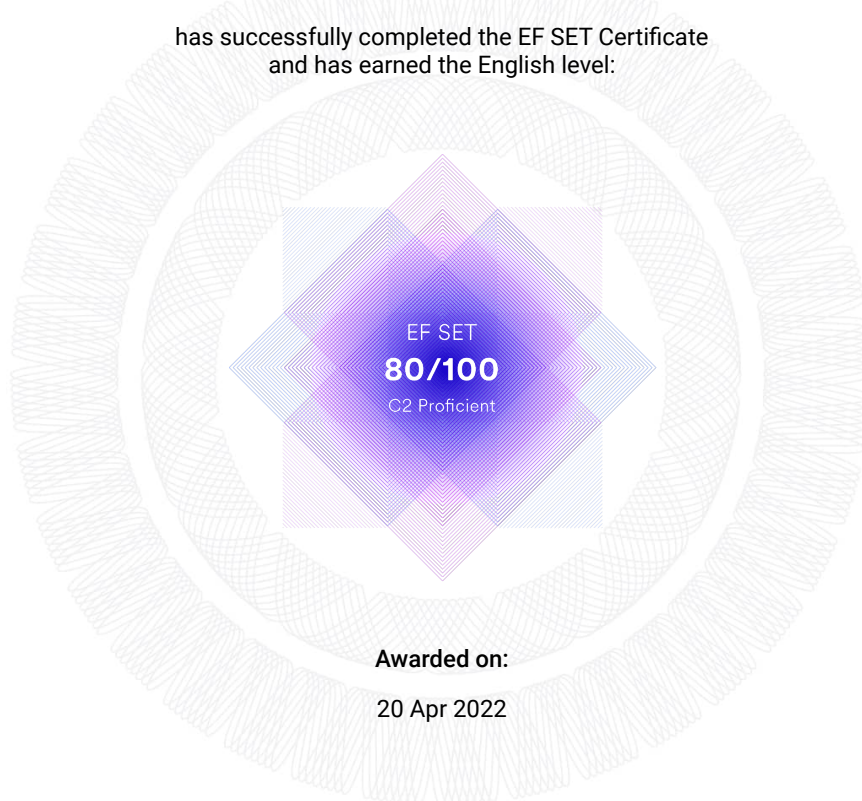 has successfully completed the EF SET Certificate
and has earned the English level:
EF SET
80/100
C2 Proficient
Awarded on:
20 Apr 2022